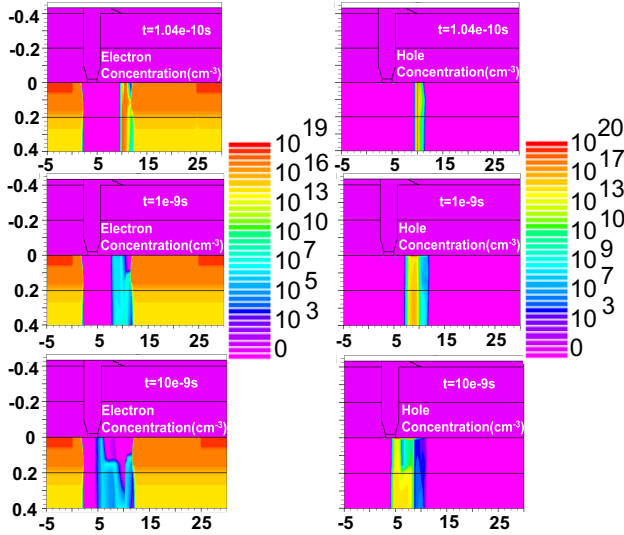 -0.4
t=1.04e-10s
t=1.04e-10s
-0.2
Electron
Concentration(cm-3)
Hole
Concentration(cm-3)
0
0.2
0.4
-5 5 15 25
-5 5 15 25
10 19
10 16
10 13
10 10
10 7
10 5
10 3
0
10 20
10 17
10 13
10 10
10 9
10 7
10 3
0
-0.4
t=1e-9s
t=1e-9s
-0.2
Electron
Concentration(cm-3)
Hole
Concentration(cm-3)
0
0.2
0.4
-5 5 15 25
-5 5 15 25
-0.4
t=10e-9s
t=10e-9s
-0.2
Electron
Concentration(cm-3)
Hole
Concentration(cm-3)
0
0.2
0.4
-5 5 15 25
-5 5 15 25